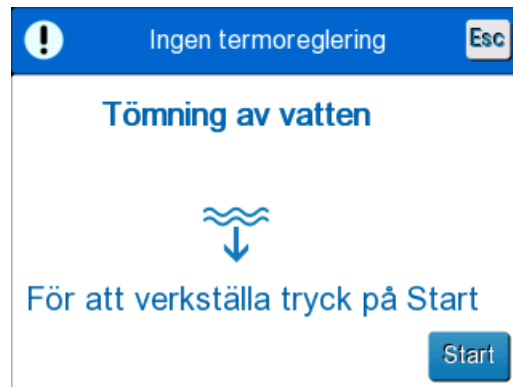 Ingen termoreglering
Esc
Tömning av vatten
För att verkställa tryck på Start
Start